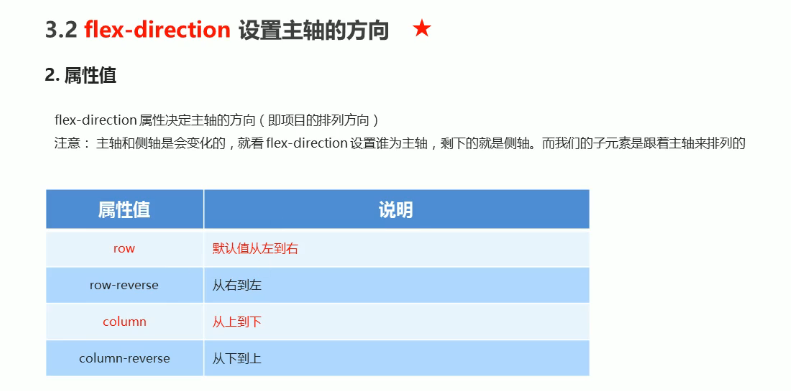 3.2 flex-direction 设置主轴的方向 ★
2. 属性值
flex-direction 属性决定主轴的方向（即项目的排列方向）
注意： 主轴和侧轴是会变化的，就看 flex-direction 设置谁为主轴，剩下的就是侧轴。而我们的子元素是跟着主轴来排列的
属性值 说明
row 默认值从左到右
row-reverse 从右到左
column 从上到下
column-reverse 从下到上